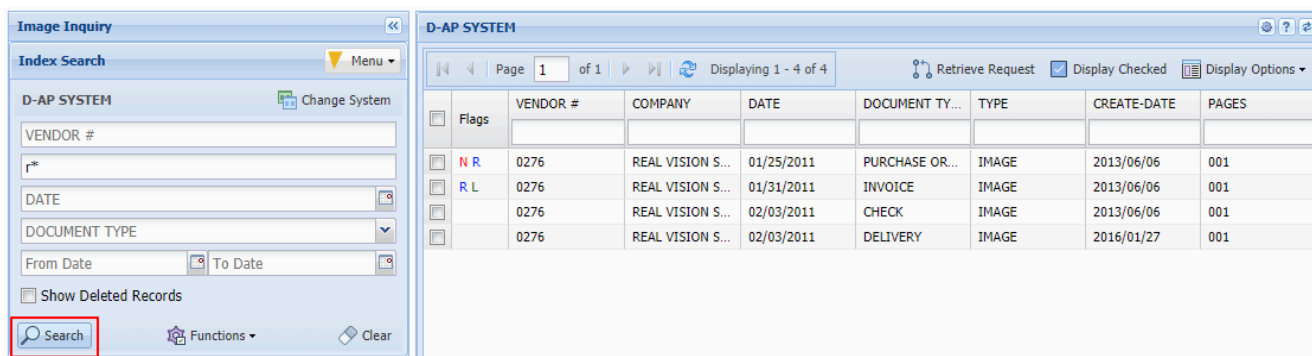 Image Inquiry
Index Search Menu
D-AP SYSTEM Change System
VENDOR #
r*
DATE
DOCUMENT TYPE
From Date To Date
Show Deleted Records
Search Functions Clear
D-AP SYSTEM
Page 1 of 1 Displaying 1 - 4 of 4 Retrieve Request Display Checked Display Options
Flags VENDOR # COMPANY DATE DOCUMENT TY... TYPE CREATE-DATE PAGES
N R 0276 REAL VISION S... 01/25/2011 PURCHASE OR... IMAGE 2013/06/06 001
R L 0276 REAL VISION S... 01/31/2011 INVOICE IMAGE 2013/06/06 001
0276 REAL VISION S... 02/03/2011 CHECK IMAGE 2013/06/06 001
0276 REAL VISION S... 02/03/2011 DELIVERY IMAGE 2016/01/27 001